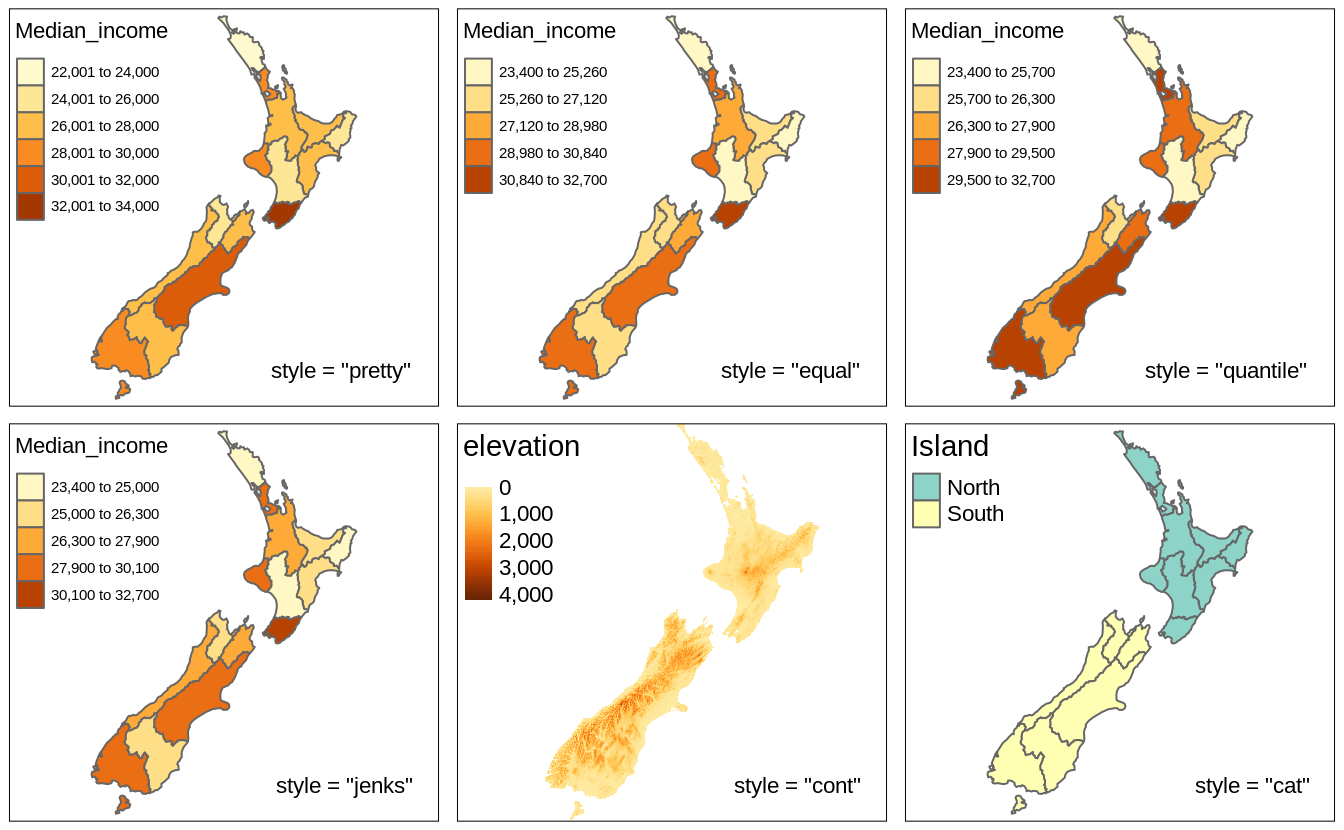 Median_income
22,001 to 24,000
24,001 to 26,000
26,001 to 28,000
28,001 to 30,000
30,001 to 32,000
32,001 to 34,000
style = "pretty"
Median_income
23,400 to 25,260
25,260 to 27,120
27,120 to 28,980
28,980 to 30,840
30,840 to 32,700
style = "equal"
Median_income
23,400 to 25,700
25,700 to 26,300
26,300 to 27,900
27,900 to 29,500
29,500 to 32,700
style = "quantile"
Median_income
23,400 to 25,000
25,000 to 26,300
26,300 to 27,900
27,900 to 30,100
30,100 to 32,700
style = "jenks"
elevation
0
1,000
2,000
3,000
4,000
style = "cont"
Island
North
South
style = "cat"